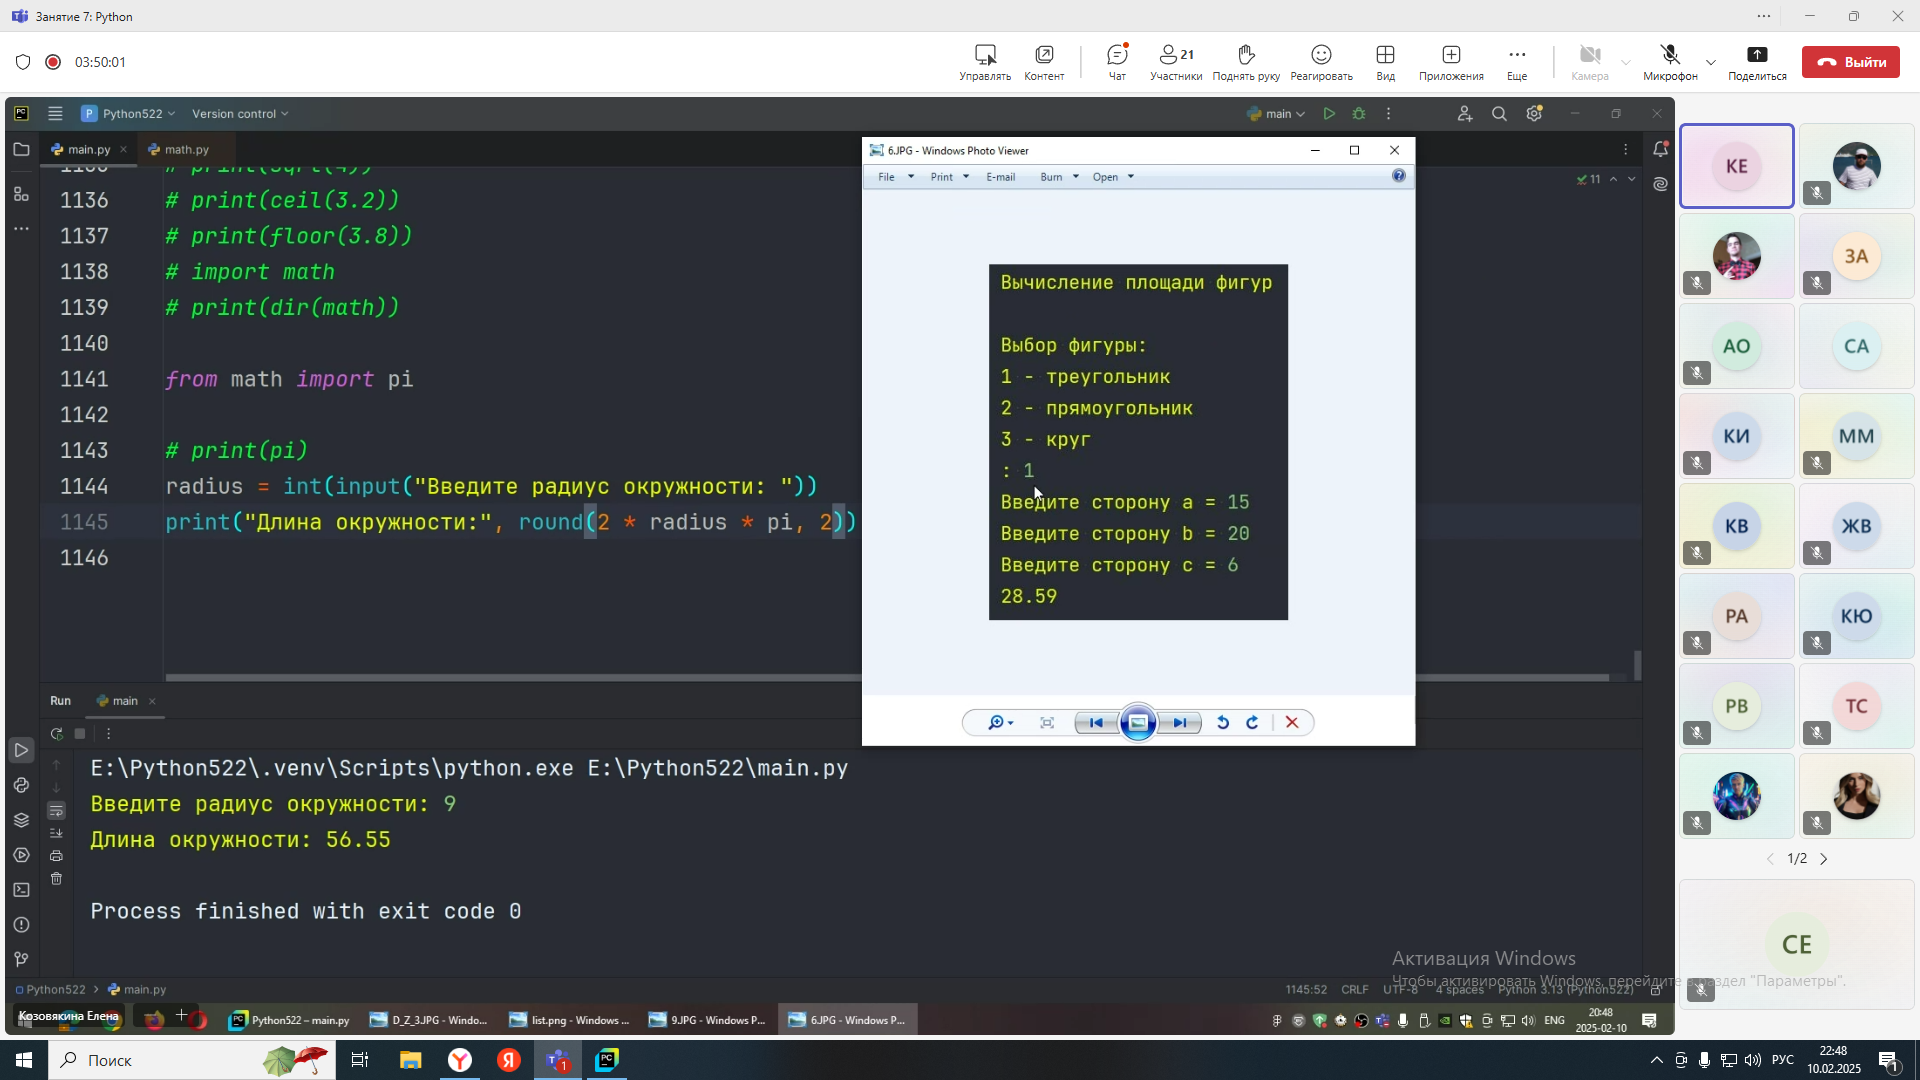 Занятие 7: Python
03:50:01
Управлять
Контент
Чат
21
Участники
Поднять руку
Реагировать
Вид
Приложения
Еще
Камера
Микрофон
Поделиться
Выйти
PC
P Python522
Version control
main
main.py
math.py
11
1136 # print(ceil(3.2))
1137 # print(floor(3.8))
1138 # import math
1139 # print(dir(math))
1140
1141 from math import pi
1142
1143 # print(pi)
1144 radius = int(input("Введите радиус окружности: "))
1145 print("Длина окружности:", round(2 * radius * pi, 2))
1146
6.JPG - Windows Photo Viewer
File Print E-mail Burn Open
Вычисление площади фигур
Выбор фигуры:
1 - треугольник
2 - прямоугольник
3 - круг
: 1
Введите сторону a = 15
Введите сторону b = 20
Введите сторону c = 6
28.59
Run
main
E:\Python522\.venv\Scripts\python.exe E:\Python522\main.py
Введите радиус окружности: 9
Длина окружности: 56.55
Process finished with exit code 0
Python522 > main.py
1145:52 CRLF UTF-8 4 spaces Python 3.13 (Python522)
Активация Windows
Чтобы активировать Windows, перейдите в раздел "Параметры".
Козовякина Елена
Python522 – main.py
D_Z_3.JPG - Windo...
list.png - Windows ...
9.JPG - Windows P...
6.JPG - Windows P...
ENG
20:48
2025-02-10
КЕ
ЗА
АО
СА
КИ
ММ
КВ
ЖВ
РА
КЮ
РВ
ТС
1/2
СЕ
Поиск
РУС
22:48
10.02.2025
1